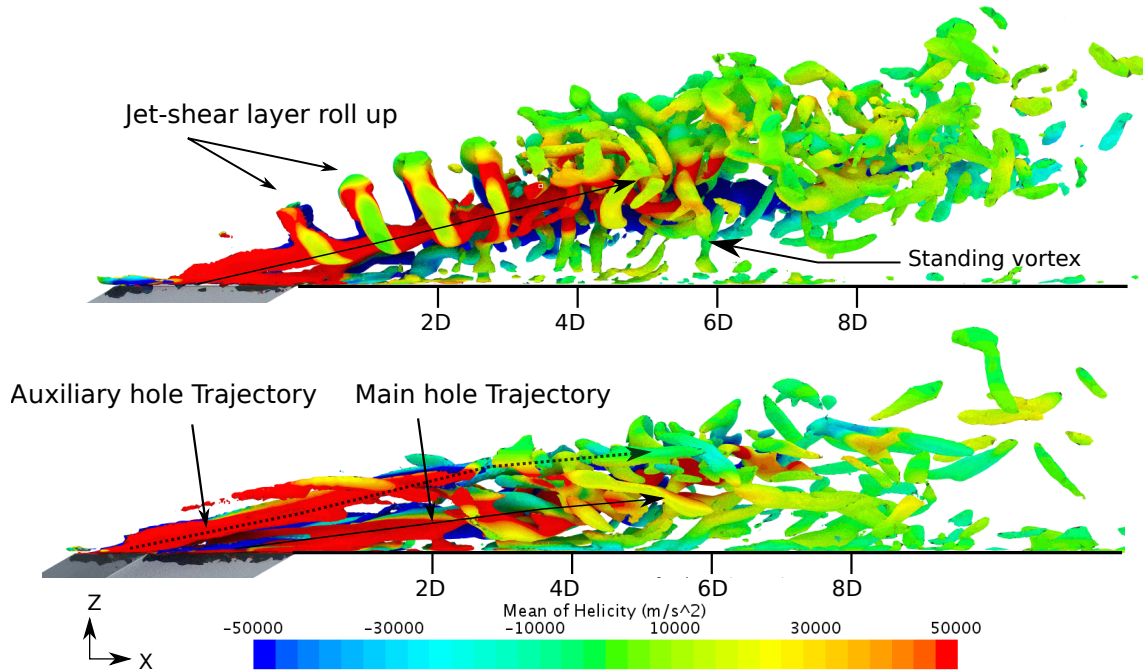 Jet-shear layer roll up
Standing vortex
2D 4D 6D 8D
Auxiliary hole Trajectory
Main hole Trajectory
2D 4D 6D 8D
Z
X
Mean of Helicity (m/s^2)
−50000 −30000 −10000 10000 30000 50000